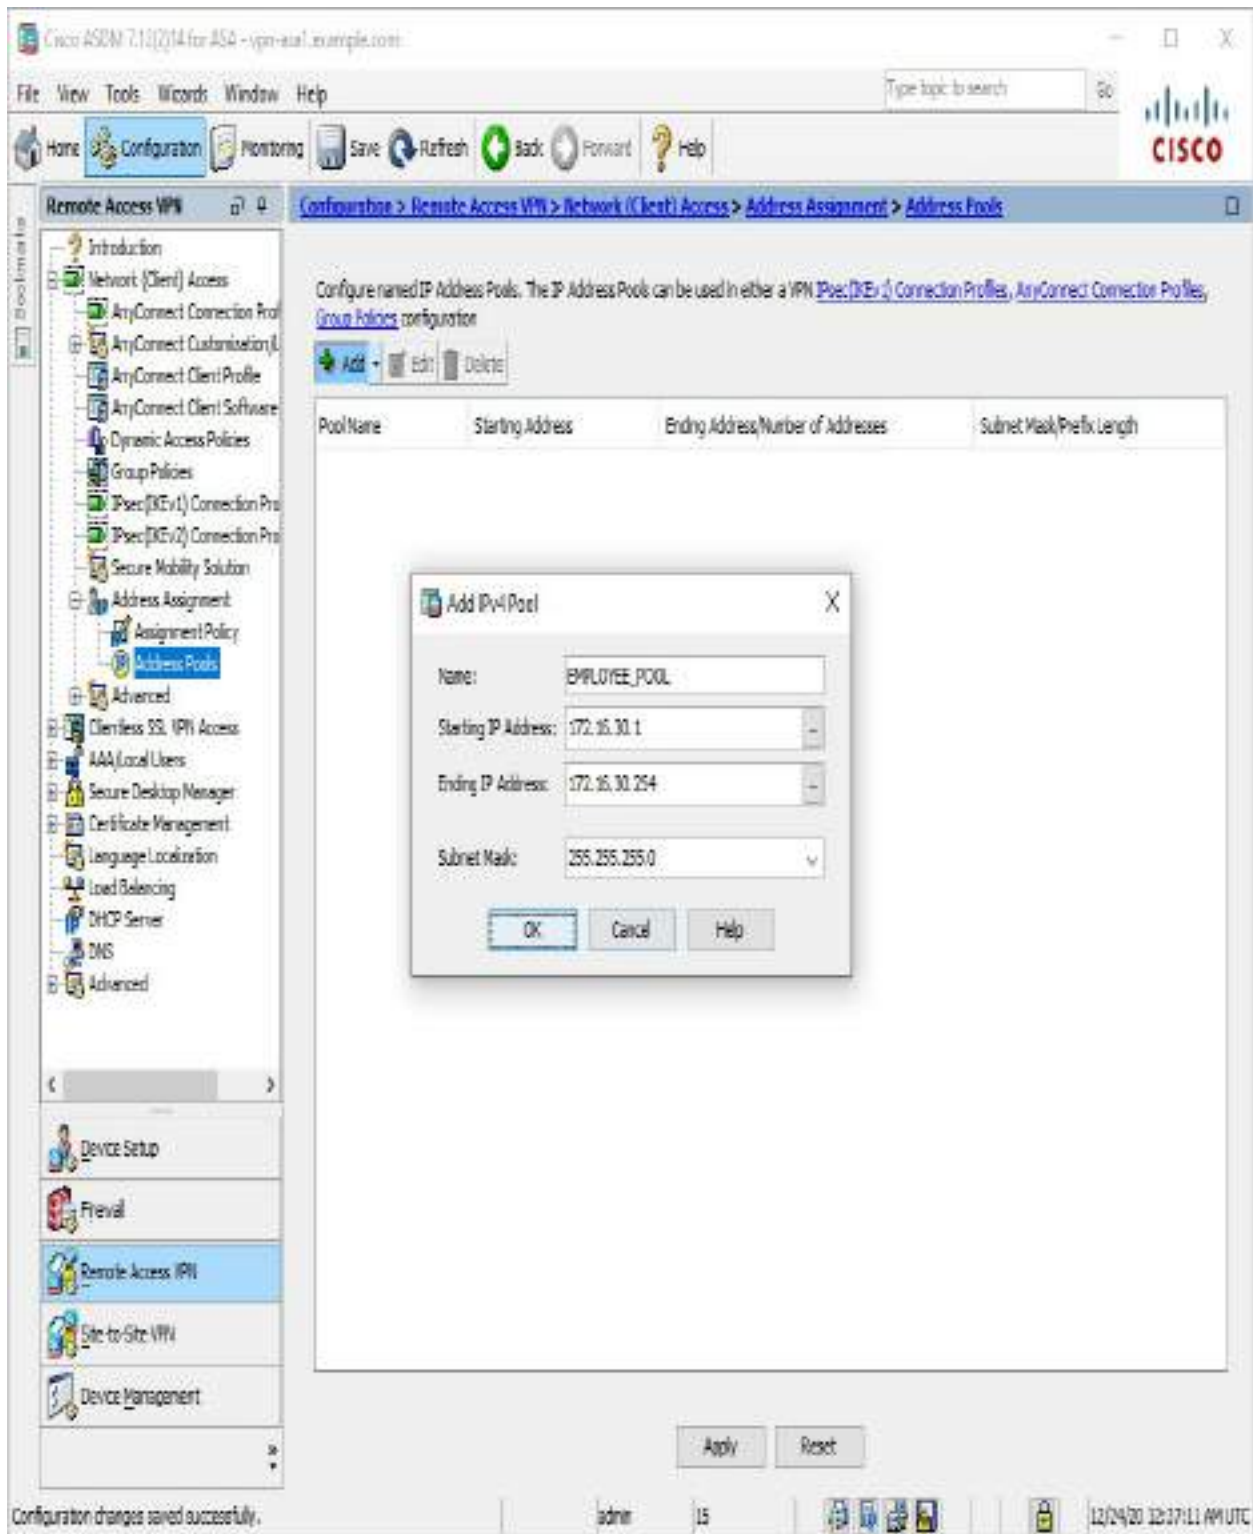 Cisco ASDM 7.12(2)14 for ASA - vpn-asa1.example.com
File View Tools Wizards Window Help
Type topic to search Go
Home Configuration Monitoring Save Refresh Back Forward Help
CISCO
Bookmarks
Remote Access VPN
Introduction
Network (Client) Access
AnyConnect Connection Prof
AnyConnect Customization/L
AnyConnect Client Profile
AnyConnect Client Software
Dynamic Access Policies
Group Policies
IPsec(IKEv1) Connection Pro
IPsec(IKEv2) Connection Pro
Secure Mobility Solution
Address Assignment
Assignment Policy
Address Pools
Advanced
Clientless SSL VPN Access
AAA/Local Users
Secure Desktop Manager
Certificate Management
Language Localization
Load Balancing
DHCP Server
DNS
Advanced
Device Setup
Firewall
Remote Access VPN
Site-to-Site VPN
Device Management
Configuration > Remote Access VPN > Network (Client) Access > Address Assignment > Address Pools
Configure named IP Address Pools. The IP Address Pools can be used in either a VPN IPsec(IKEv1) Connection Profiles, AnyConnect Connection Profiles,
Group Policies configuration
Add Edit Delete
Pool Name Starting Address Ending Address/Number of Addresses Subnet Mask/Prefix Length
Add IPv4 Pool X
Name: EMPLOYEE_POOL
Starting IP Address: 172.16.30.1
Ending IP Address: 172.16.30.254
Subnet Mask: 255.255.255.0
OK Cancel Help
Apply Reset
Configuration changes saved successfully.
admin 15 12/24/20 12:37:11 AM UTC